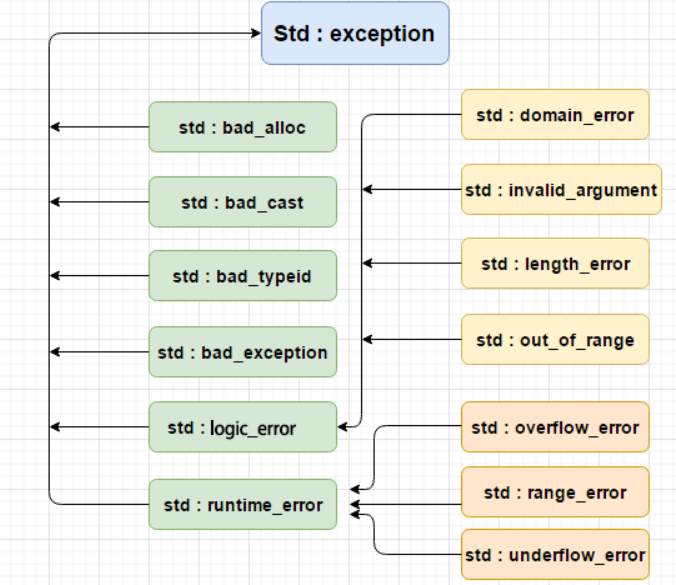 Std : exception
std : bad_alloc
std : bad_cast
std : bad_typeid
std : bad_exception
std : logic_error
std : runtime_error
std : domain_error
std : invalid_argument
std : length_error
std : out_of_range
std : overflow_error
std : range_error
std : underflow_error